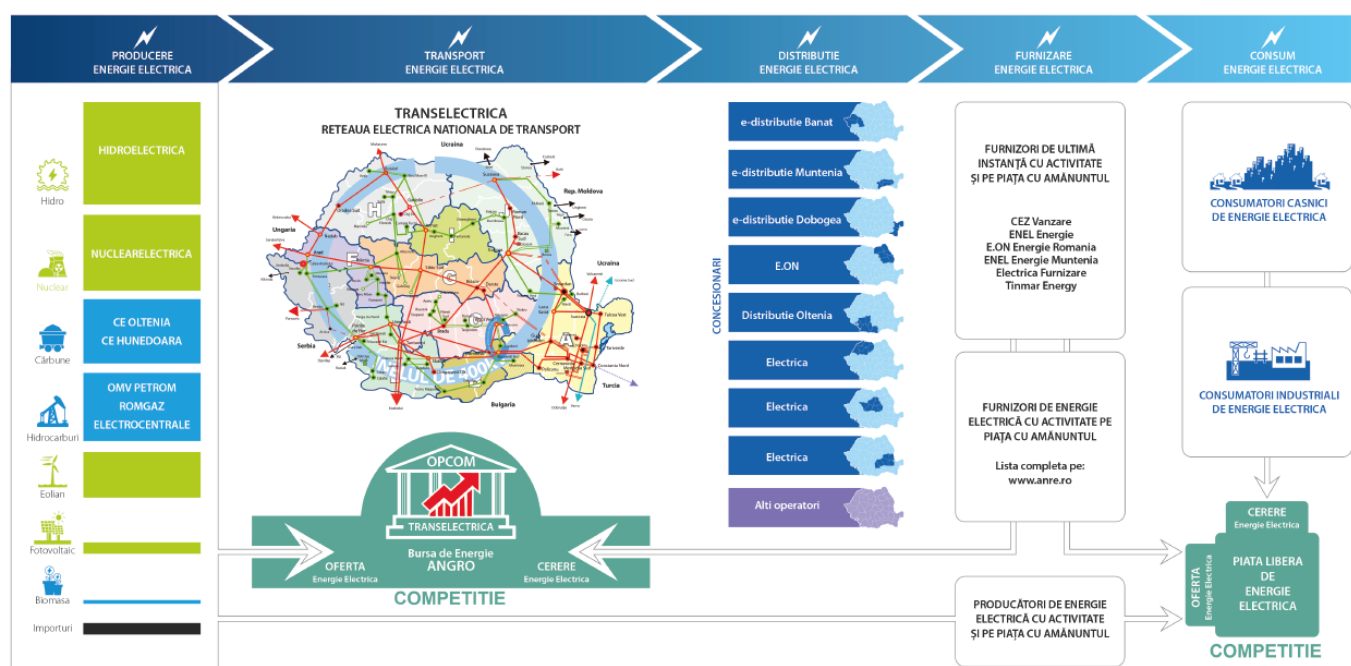 PRODUCERE
ENERGIE ELECTRICA
TRANSPORT
ENERGIE ELECTRICA
DISTRIBUTIE
ENERGIE ELECTRICA
FURNIZARE
ENERGIE ELECTRICA
CONSUM
ENERGIE ELECTRICA
Hidro
HIDROELECTRICA
Nuclear
NUCLEARELECTRICA
Cărbune
CE OLTENIA
CE HUNEDOARA
Hidrocarburi
OMV PETROM
ROMGAZ
ELECTROCENTRALE
Eolian
Fotovoltaic
Biomasa
Importuri
TRANSELECTRICA
RETEAUA ELECTRICA NATIONALA DE TRANSPORT
Ucraina
Rep. Moldova
Ungaria
Ucraina
Serbia
Turcia
Bulgaria
INELUL DE 400K
OPCOM
TRANSELECTRICA
Bursa de Energie
ANGRO
OFERTA
Energie Electrica
CERERE
Energie Electrica
COMPETITIE
CONCESIONARI
e-distributie Banat
e-distributie Muntenia
e-distributie Dobogea
E.ON
Distributie Oltenia
Electrica
Electrica
Electrica
Alti operatori
FURNIZORI DE ULTIMĂ
INSTANȚĂ CU ACTIVITATE
ȘI PE PIAȚA CU AMĂNUNTUL
CEZ Vanzare
ENEL Energie
E.ON Energie Romania
ENEL Energie Muntenia
Electrica Furnizare
Tinmar Energy
FURNIZORI DE ENERGIE
ELECTRICĂ CU ACTIVITATE PE
PIAȚA CU AMĂNUNTUL
Lista completa pe:
www.anre.ro
PRODUCĂTORI DE ENERGIE
ELECTRICĂ CU ACTIVITATE
ȘI PE PIAȚA CU AMĂNUNTUL
CONSUMATORI CASNICI
DE ENERGIE ELECTRICA
CONSUMATORI INDUSTRIALI
DE ENERGIE ELECTRICA
CERERE
Energie Electrica
OFERTA
Energie Electrica
PIATA LIBERA
DE
ENERGIE
ELECTRICA
COMPETITIE